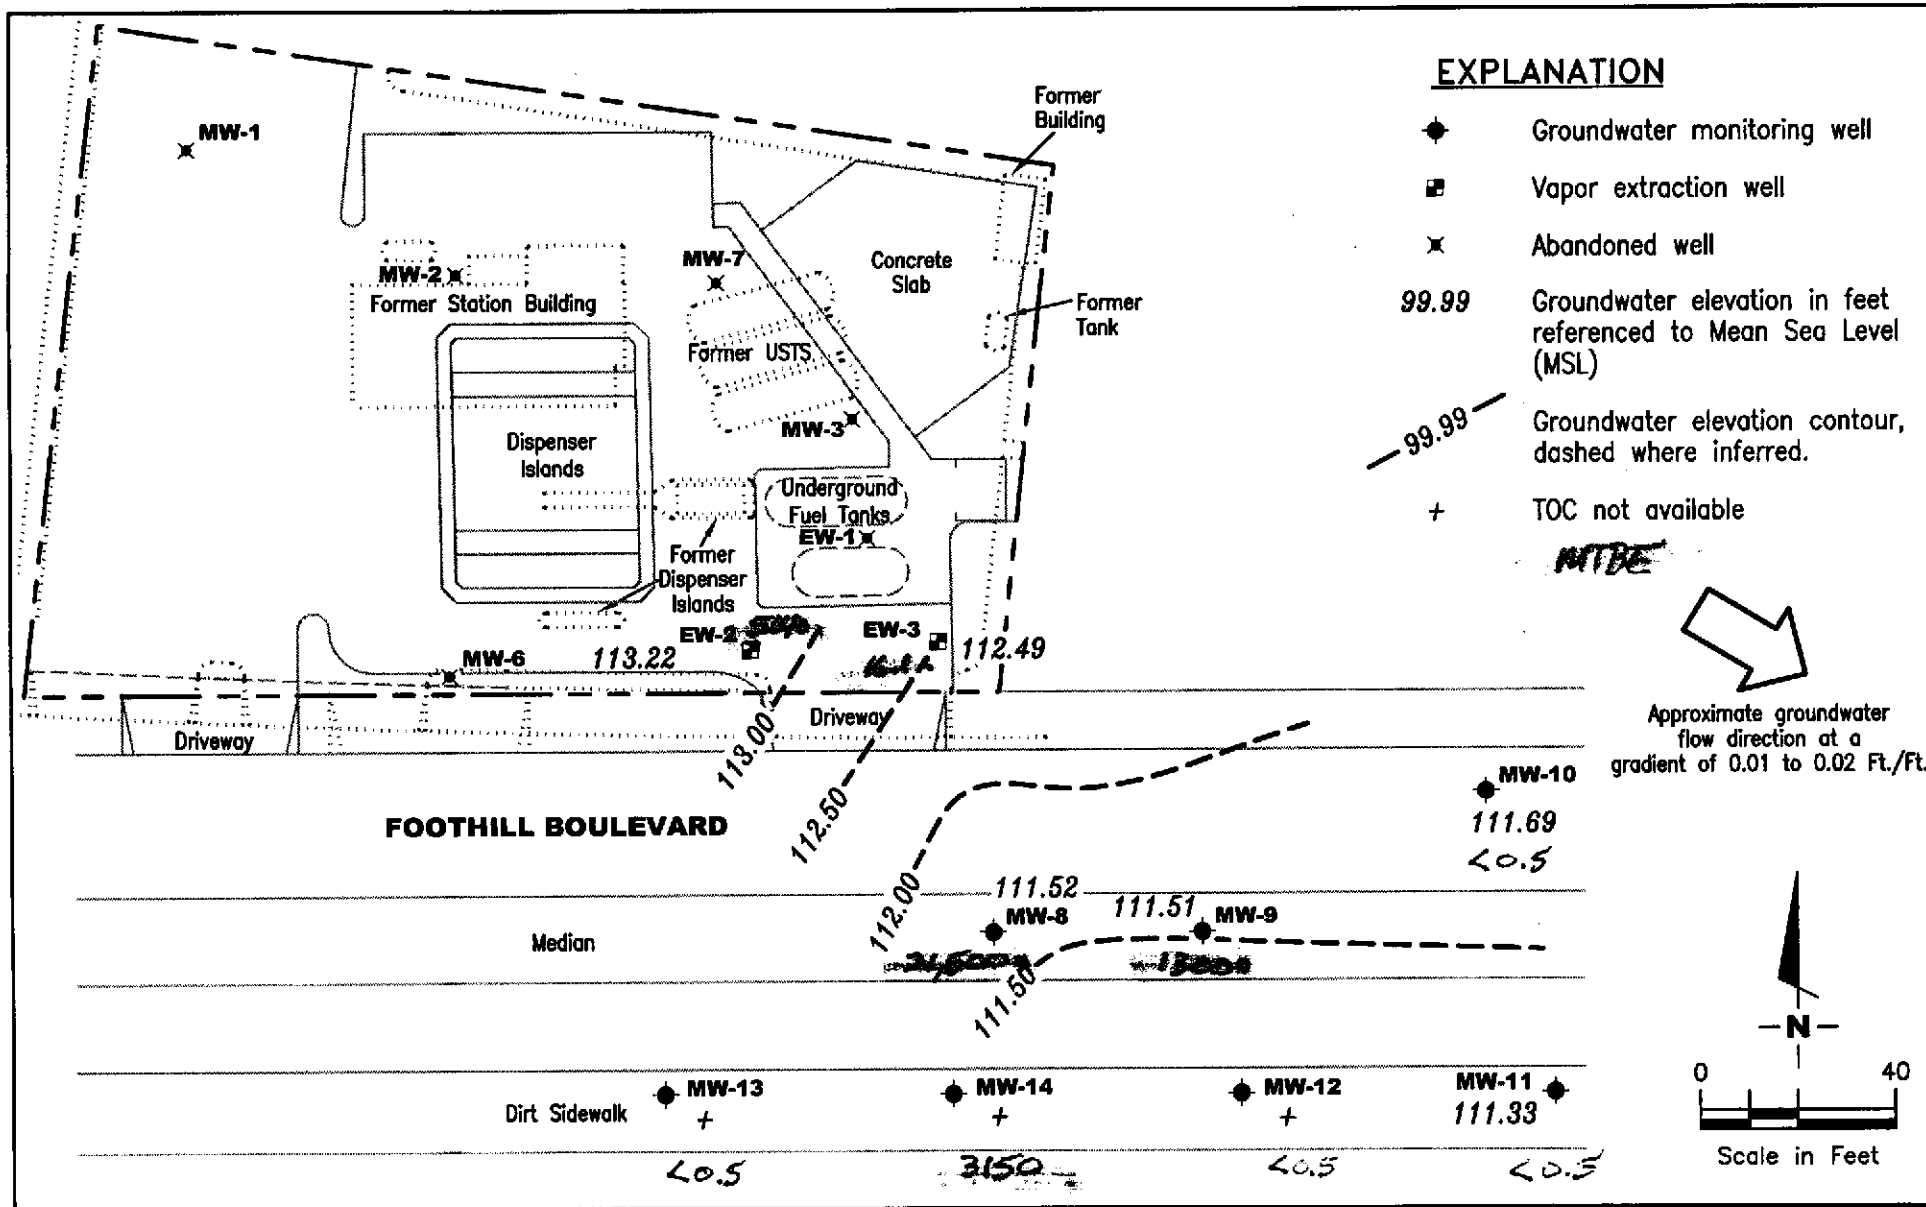 EXPLANATION
Groundwater monitoring well
Vapor extraction well
Abandoned well
99.99
Groundwater elevation in feet
referenced to Mean Sea Level
(MSL)
99.99
Groundwater elevation contour,
dashed where inferred.
+
TOC not available
MTBE
Approximate groundwater
flow direction at a
gradient of 0.01 to 0.02 Ft./Ft.
N
0 40
Scale in Feet
Former
Building
MW-1
MW-2
Former Station Building
MW-7
Concrete
Slab
Former
Tank
Former USTS
MW-3
Dispenser
Islands
Underground
Fuel Tanks
EW-1
Former
Dispenser
Islands
EW-2
EW-3
113.22
112.49
MW-6
Driveway
Driveway
113.00
112.50
112.00
111.50
FOOTHILL BOULEVARD
MW-10
111.69
<0.5
111.52
MW-8
111.51
MW-9
Median
MW-13
+
<0.5
MW-14
+
3150
MW-12
+
<0.5
MW-11
111.33
<0.5
Dirt Sidewalk